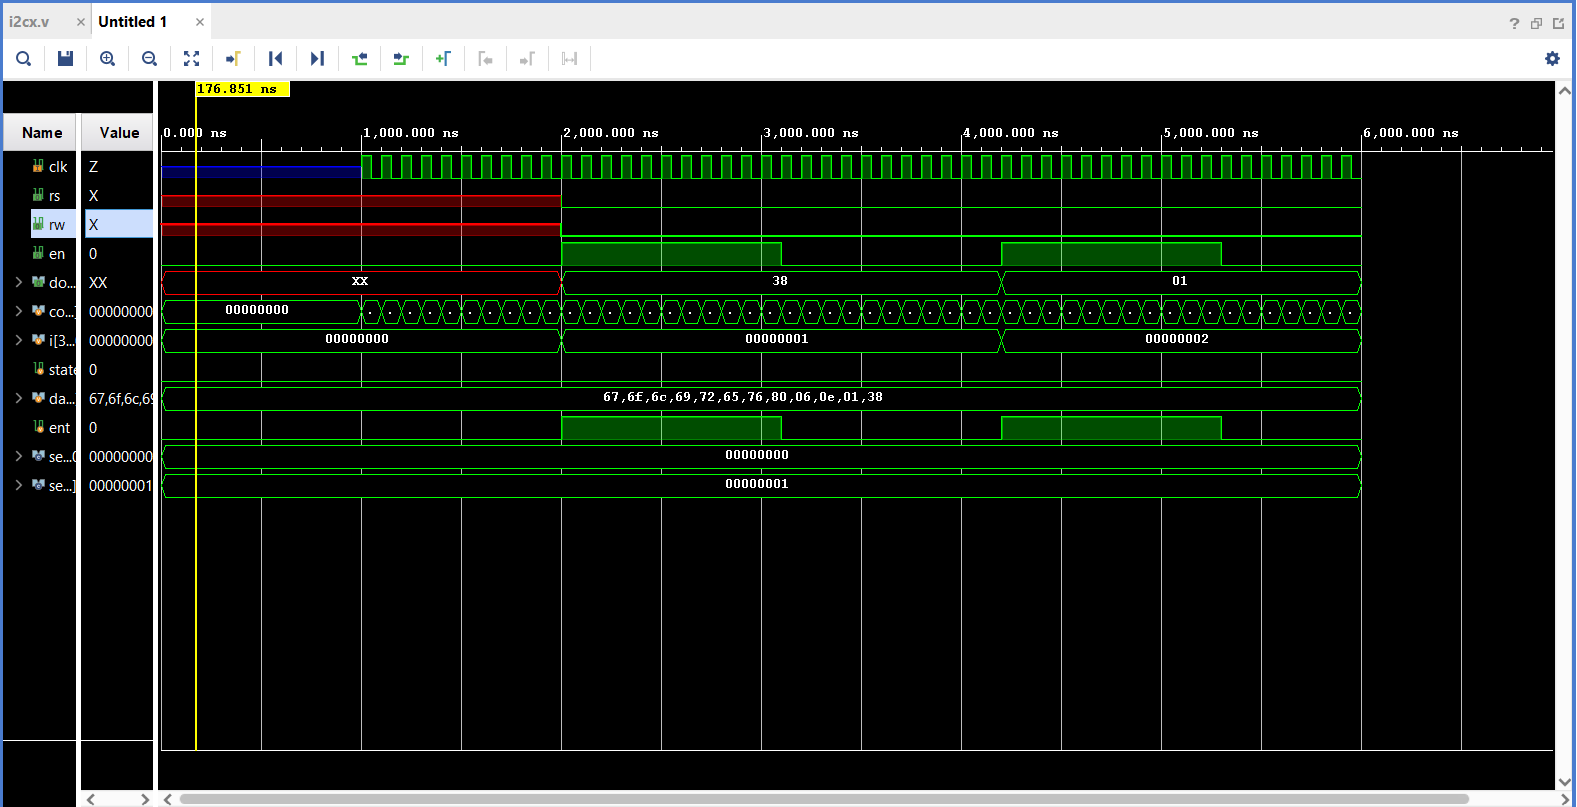 i2cx.v × Untitled 1 ×
?
176.851 ns
Name Value 0.000 ns 1,000.000 ns 2,000.000 ns 3,000.000 ns 4,000.000 ns 5,000.000 ns 6,000.000 ns
clk Z
rs X
rw X
en 0
do... XX XX 38 01
co...] 00000000 00000000
i[3... 00000000 00000000 00000001 00000002
state 0
da... 67,6f,6c,69 67,6f,6c,69,72,65,76,80,06,0e,01,38
ent 0
se...0 00000000 00000000
se...] 00000001 00000001